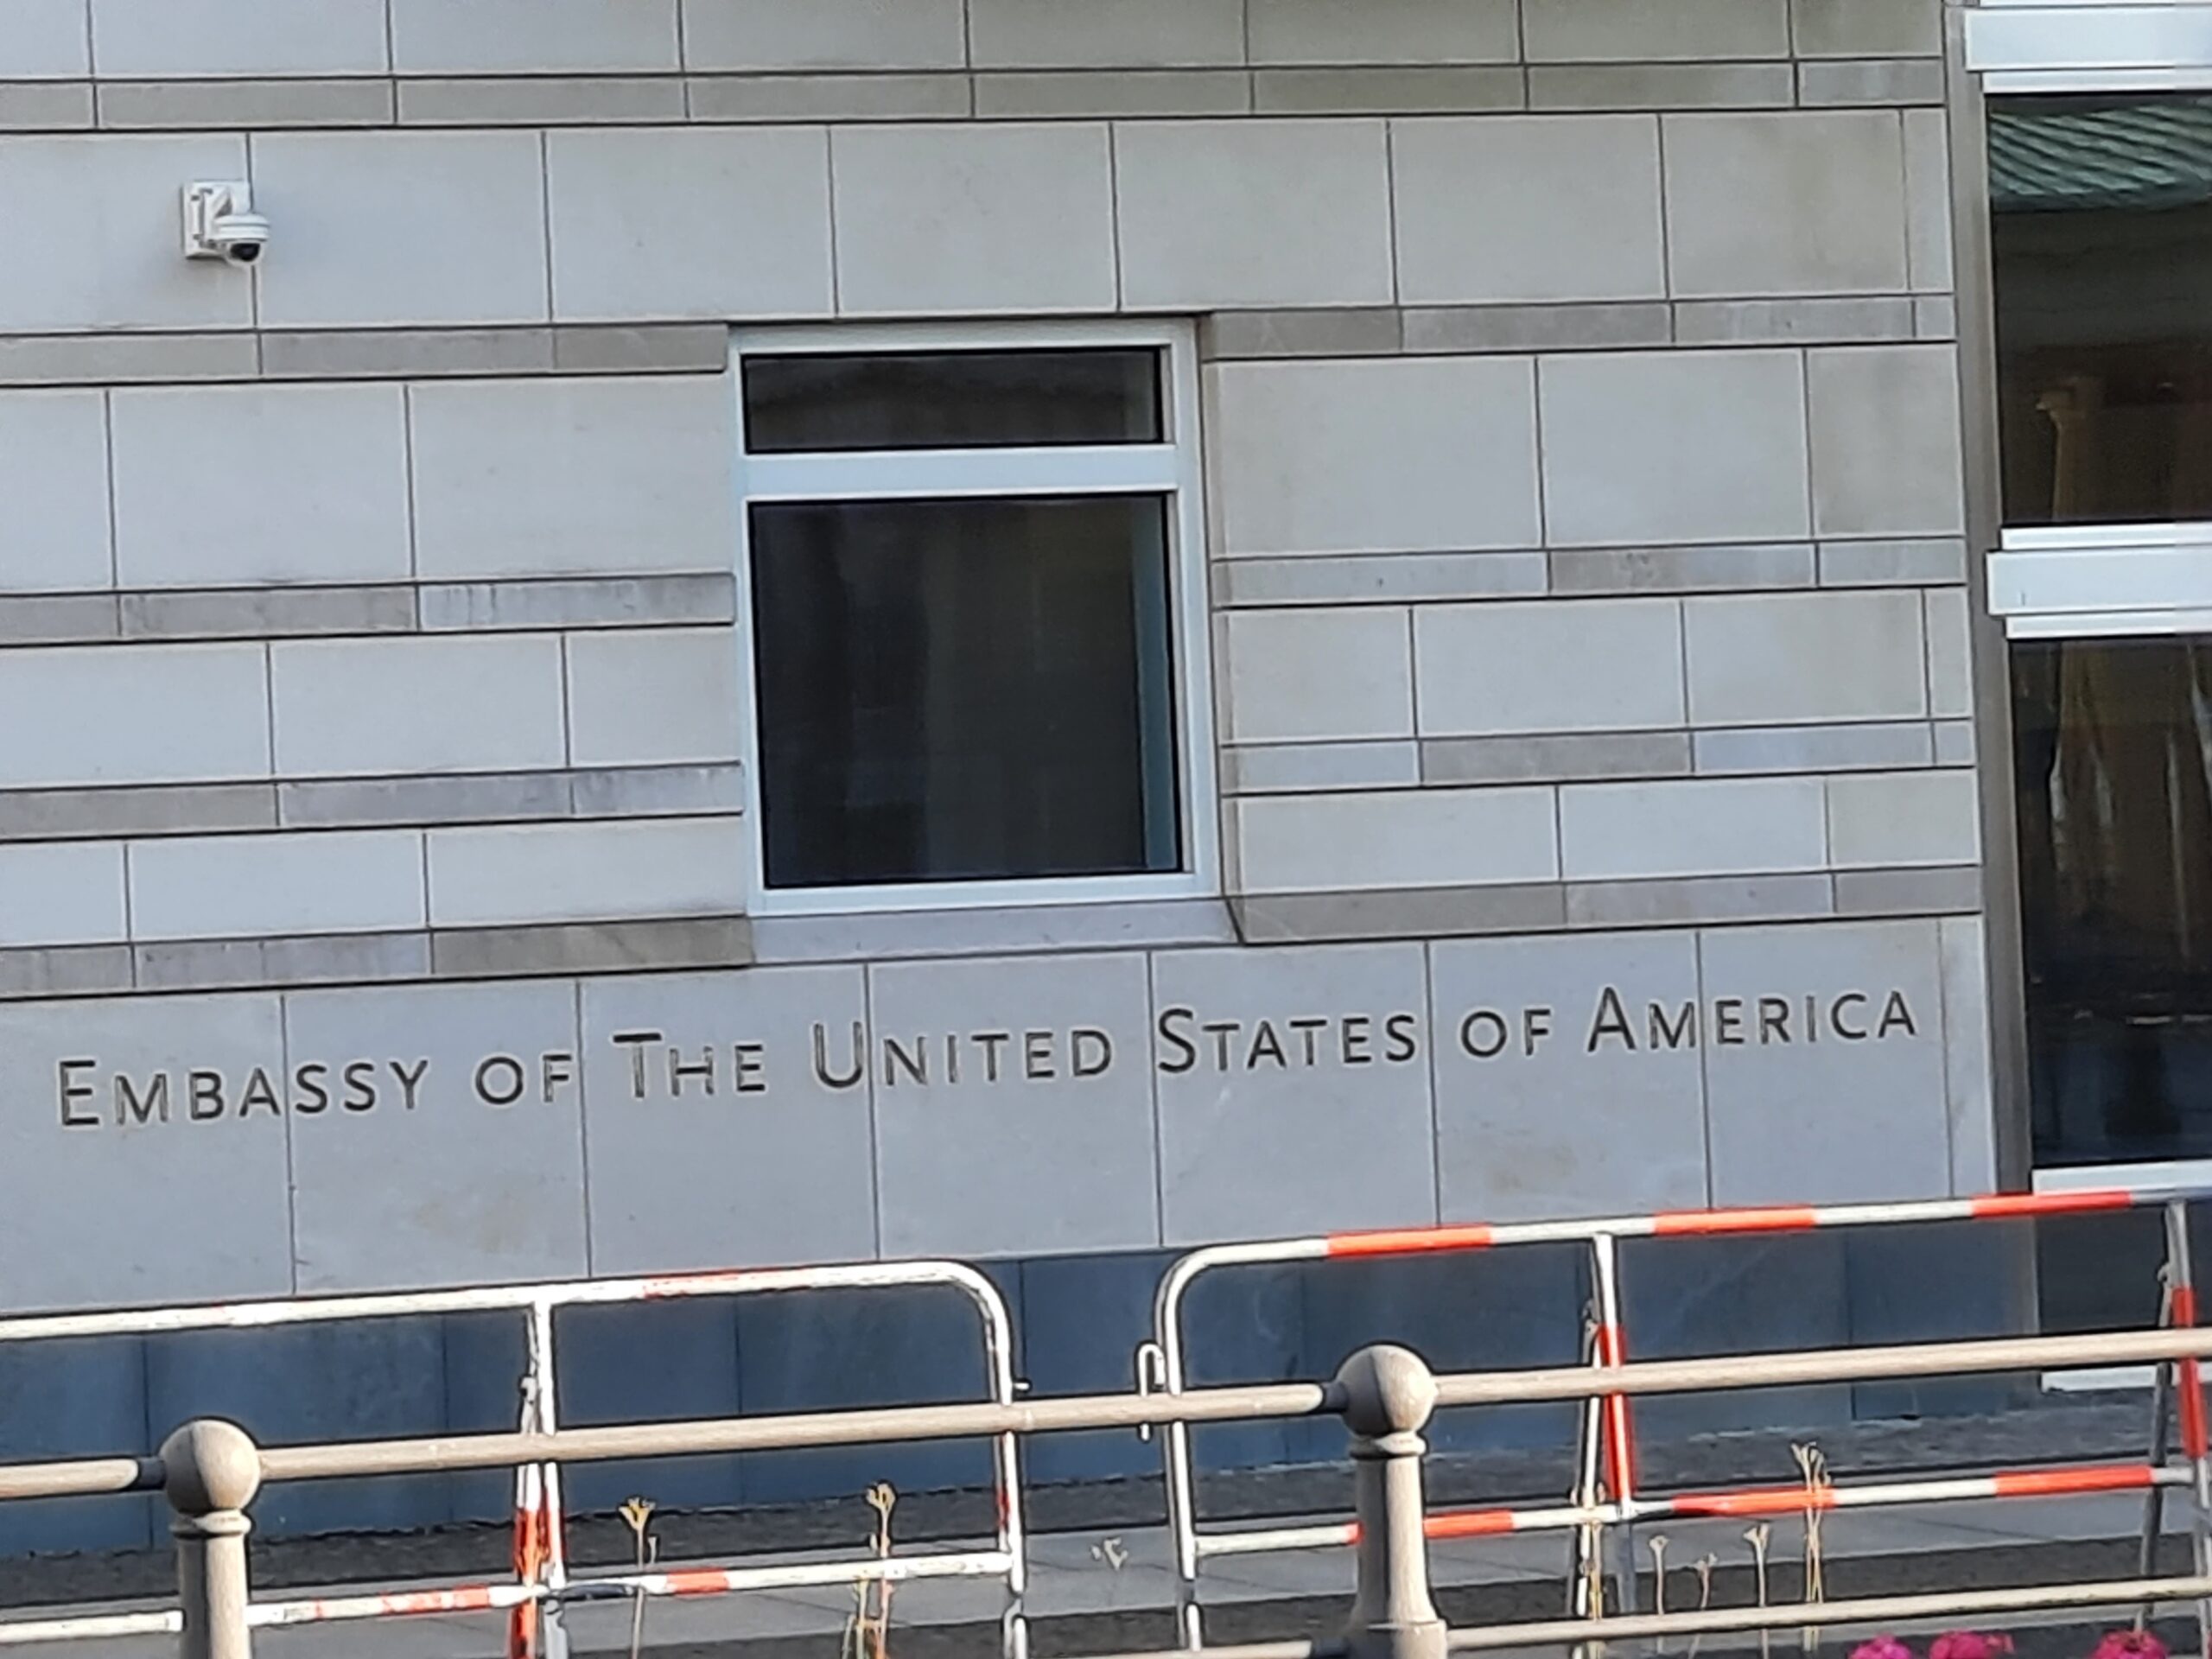 Embassy of The United States of America